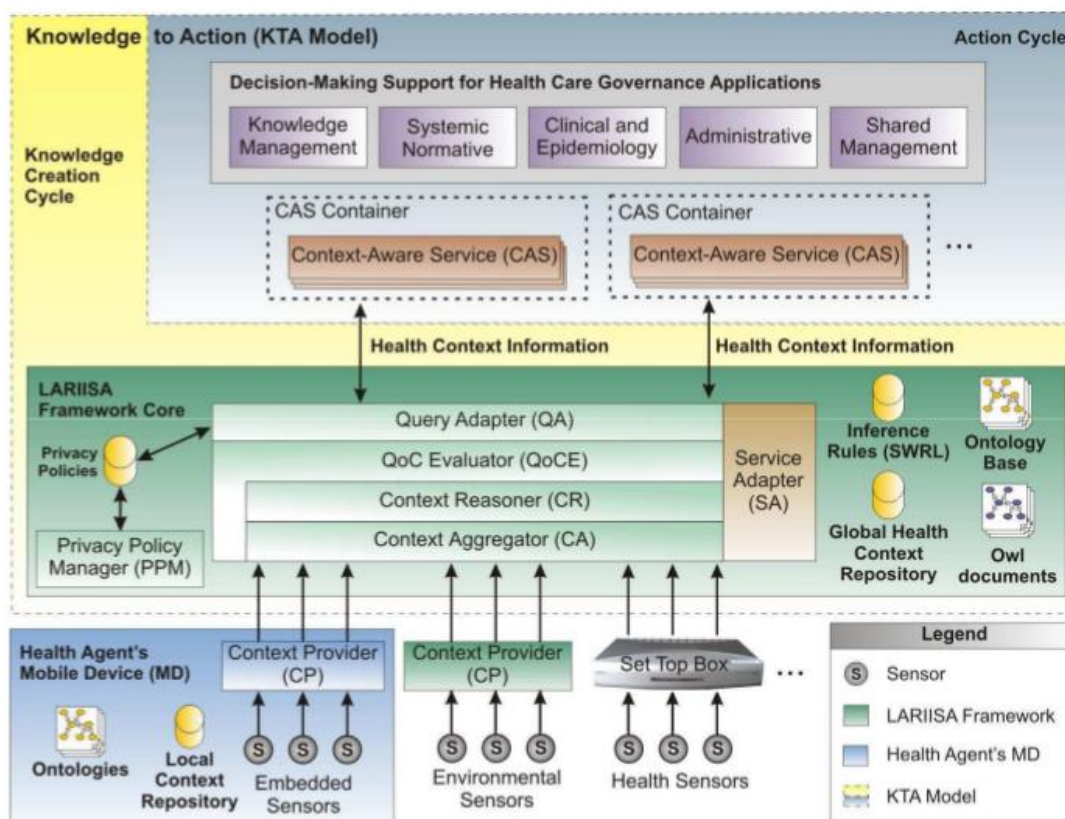 Knowledge to Action (KTA Model)
Action Cycle
Decision-Making Support for Health Care Governance Applications
Knowledge
Management
Systemic
Normative
Clinical and
Epidemiology
Administrative
Shared
Management
Knowledge
Creation
Cycle
CAS Container
Context-Aware Service (CAS)
CAS Container
Context-Aware Service (CAS)
...
Health Context Information
Health Context Information
LARIISA
Framework Core
Privacy
Policies
Privacy Policy
Manager (PPM)
Query Adapter (QA)
QoC Evaluator (QoCE)
Context Reasoner (CR)
Context Aggregator (CA)
Service
Adapter
(SA)
Inference
Rules (SWRL)
Ontology
Base
Global Health
Context
Repository
Owl
documents
Health Agent's
Mobile Device (MD)
Context Provider
(CP)
Context Provider
(CP)
Set Top Box
...
S S S
S S S
S S S
Ontologies
Local
Context
Repository
Embedded
Sensors
Environmental
Sensors
Health Sensors
Legend
S Sensor
LARIISA Framework
Health Agent's MD
KTA Model